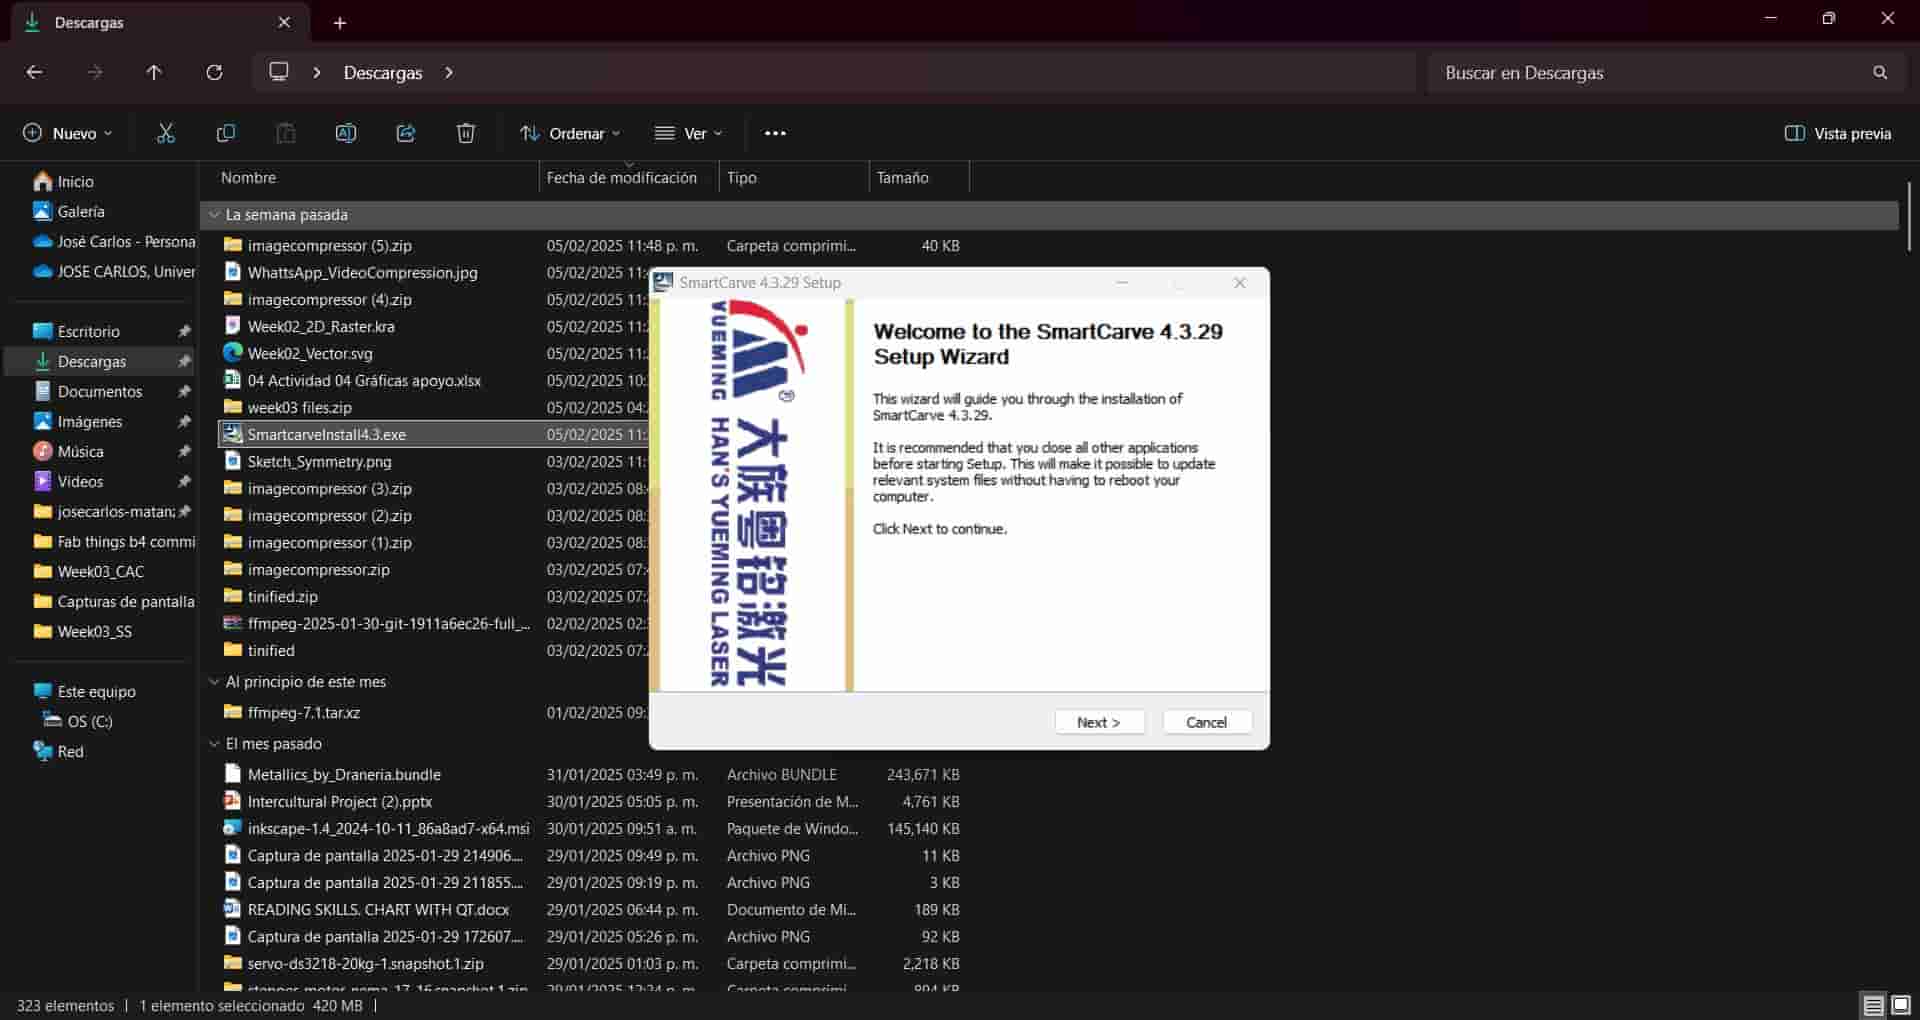 Descargas
Descargas
Buscar en Descargas
Nuevo
Ordenar
Ver
Vista previa
Inicio
Galería
José Carlos - Persona
JOSE CARLOS, Univer
Escritorio
Descargas
Documentos
Imágenes
Música
Videos
josecarlos-matan
Fab things b4 commi
Week03_CAC
Capturas de pantalla
Week03_SS
Este equipo
OS (C:)
Red
Nombre Fecha de modificación Tipo Tamaño
La semana pasada
imagecompressor (5).zip 05/02/2025 11:48 p. m. Carpeta comprimi... 40 KB
WhattsApp_VideoCompression.jpg 05/02/2025 11:
imagecompressor (4).zip 05/02/2025 11:
Week02_2D_Raster.kra 05/02/2025 11:
Week02_Vector.svg 05/02/2025 11:
04 Actividad 04 Gráficas apoyo.xlsx 05/02/2025 10:
week03 files.zip 05/02/2025 04:
SmartcarveInstall4.3.exe 05/02/2025 11:
Sketch_Symmetry.png 03/02/2025 11:
imagecompressor (3).zip 03/02/2025 08:
imagecompressor (2).zip 03/02/2025 08:
imagecompressor (1).zip 03/02/2025 08:
imagecompressor.zip 03/02/2025 07:
tinified.zip 03/02/2025 07:
ffmpeg-2025-01-30-git-1911a6ec26-full_... 02/02/2025 02:
tinified 03/02/2025 07:
Al principio de este mes
ffmpeg-7.1.tar.xz 01/02/2025 09:
El mes pasado
Metallics_by_Draneria.bundle 31/01/2025 03:49 p. m. Archivo BUNDLE 243,671 KB
Intercultural Project (2).pptx 30/01/2025 05:05 p. m. Presentación de M... 4,761 KB
inkscape-1.4_2024-10-11_86a8ad7-x64.msi 30/01/2025 09:51 a. m. Paquete de Windo... 145,140 KB
Captura de pantalla 2025-01-29 214906.... 29/01/2025 09:49 p. m. Archivo PNG 11 KB
Captura de pantalla 2025-01-29 211855.... 29/01/2025 09:19 p. m. Archivo PNG 3 KB
READING SKILLS. CHART WITH QT.docx 29/01/2025 06:44 p. m. Documento de Mi... 189 KB
Captura de pantalla 2025-01-29 172607.... 29/01/2025 05:26 p. m. Archivo PNG 92 KB
servo-ds3218-20kg-1.snapshot.1.zip 29/01/2025 01:03 p. m. Carpeta comprimi... 2,218 KB
stepper-motor-nema-17-16.snapshot.1.zip 29/01/2025 12:24 p. m. Carpeta comprimi... 894 KB
SmartCarve 4.3.29 Setup
YUEMING HAN'S YUEMING LASER
大族粤铭激光
Welcome to the SmartCarve 4.3.29
Setup Wizard
This wizard will guide you through the installation of
SmartCarve 4.3.29.
It is recommended that you close all other applications
before starting Setup. This will make it possible to update
relevant system files without having to reboot your
computer.
Click Next to continue.
Next >
Cancel
323 elementos
1 elemento seleccionado 420 MB